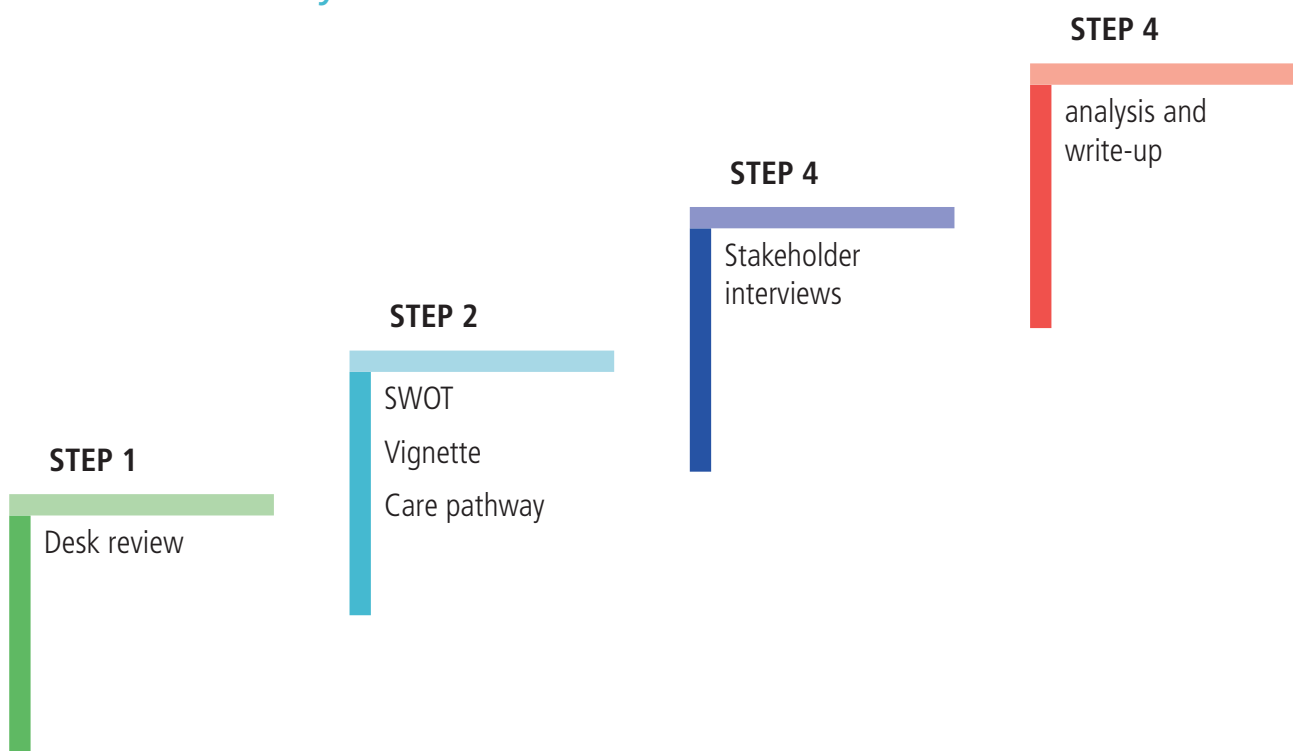 STEP 1
Desk review
STEP 2
SWOT
Vignette
Care pathway
STEP 4
Stakeholder
interviews
STEP 4
analysis and
write-up